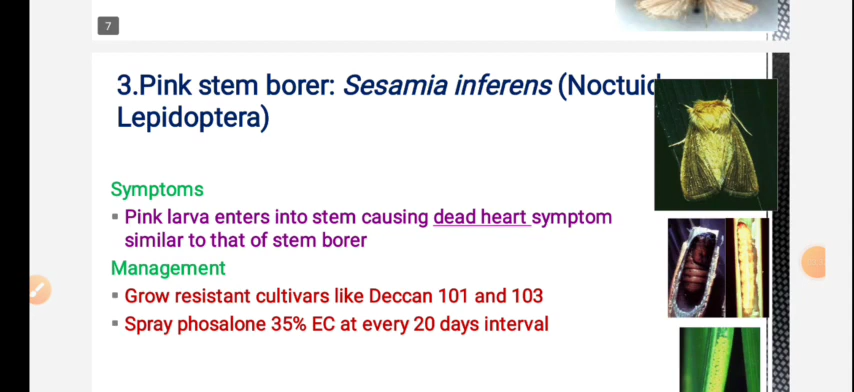 7
3.Pink stem borer: Sesamia inferens (Noctuid
Lepidoptera)
Symptoms
▪ Pink larva enters into stem causing dead heart symptom
similar to that of stem borer
Management
▪ Grow resistant cultivars like Deccan 101 and 103
▪ Spray phosalone 35% EC at every 20 days interval